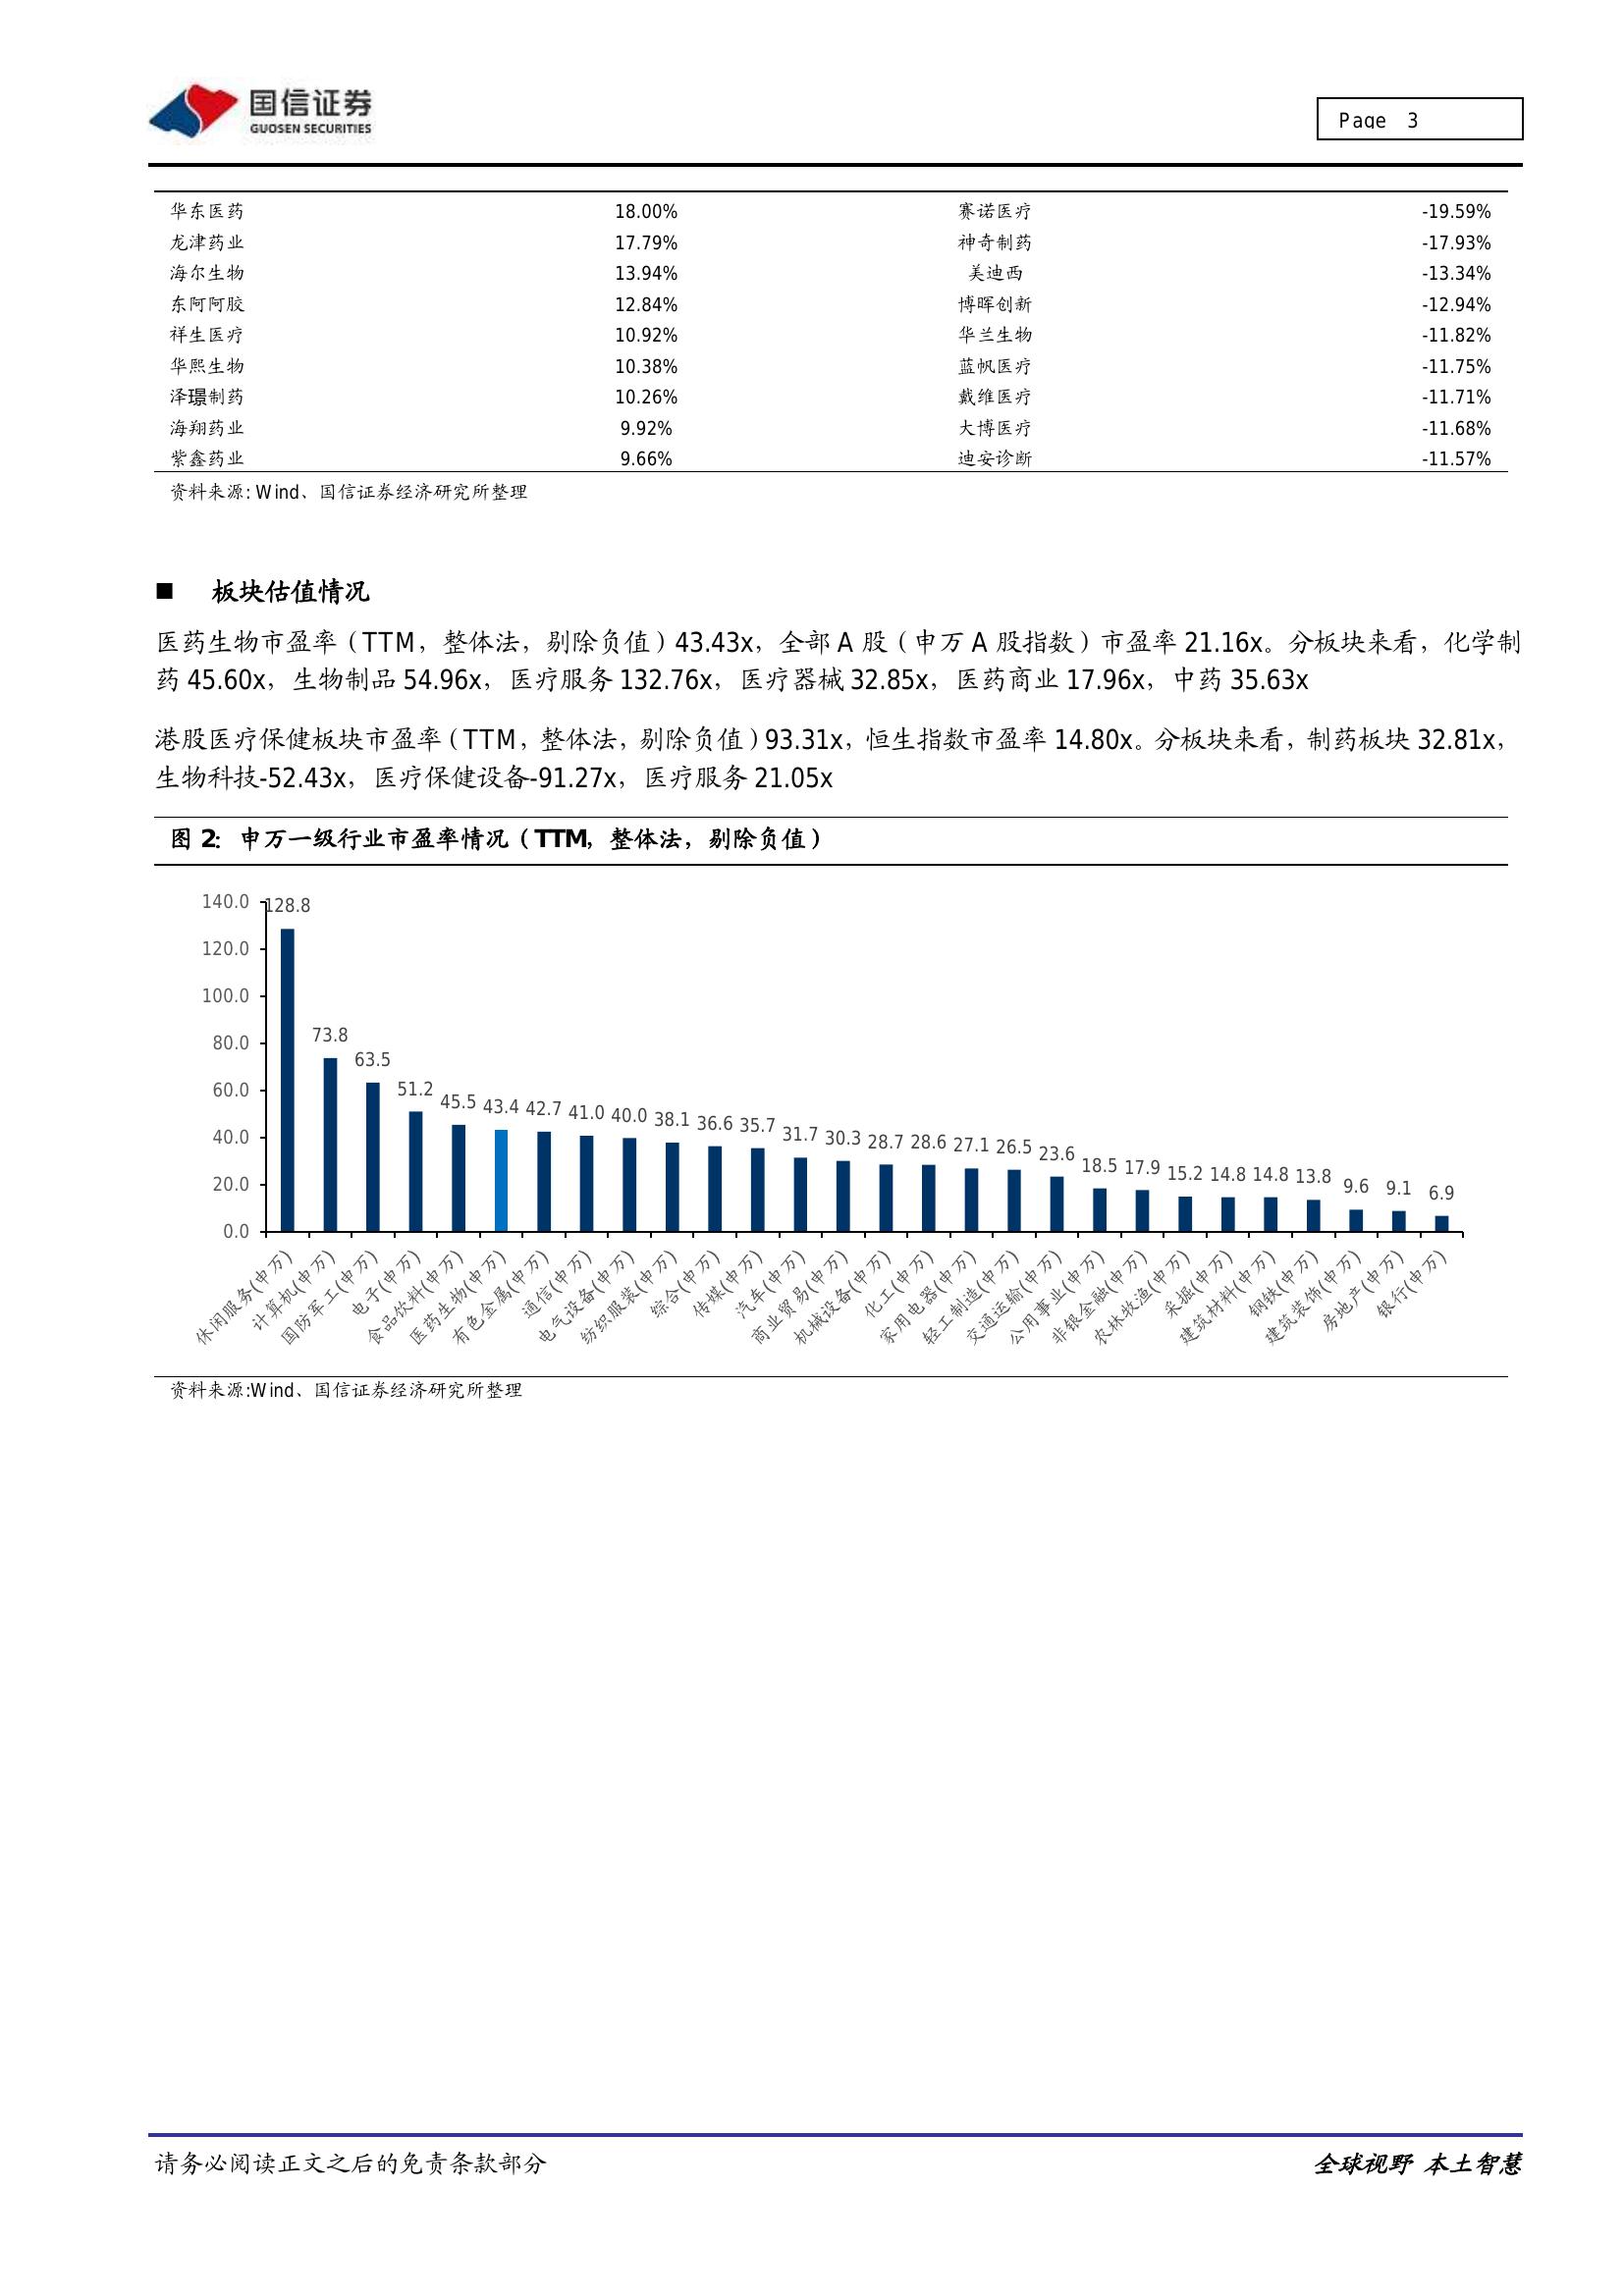 国信证券
GUOSEN SECURITIES
Page 3
华东医药 18.00% 赛诺医疗 -19.59%
龙津药业 17.79% 神奇制药 -17.93%
海尔生物 13.94% 美迪西 -13.34%
东阿阿胶 12.84% 博晖创新 -12.94%
祥生医疗 10.92% 华兰生物 -11.82%
华熙生物 10.38% 蓝帆医疗 -11.75%
泽璟制药 10.26% 戴维医疗 -11.71%
海翔药业 9.92% 大博医疗 -11.68%
紫鑫药业 9.66% 迪安诊断 -11.57%
资料来源: Wind、国信证券经济研究所整理
■ 板块估值情况
医药生物市盈率（TTM，整体法，剔除负值）43.43x，全部 A 股（申万 A 股指数）市盈率 21.16x。分板块来看，化学制
药 45.60x，生物制品 54.96x，医疗服务 132.76x，医疗器械 32.85x，医药商业 17.96x，中药 35.63x
港股医疗保健板块市盈率（TTM，整体法，剔除负值）93.31x，恒生指数市盈率 14.80x。分板块来看，制药板块 32.81x，
生物科技-52.43x，医疗保健设备-91.27x，医疗服务 21.05x
图 2：申万一级行业市盈率情况（TTM，整体法，剔除负值）
140.0
120.0
100.0
80.0
60.0
40.0
20.0
0.0
128.8 73.8 63.5 51.2 45.5 43.4 42.7 41.0 40.0 38.1 36.6 35.7 31.7 30.3 28.7 28.6 27.1 26.5 23.6 18.5 17.9 15.2 14.8 14.8 13.8 9.6 9.1 6.9
休闲服务(申万)
计算机(申万)
国防军工(申万)
电子(申万)
食品饮料(申万)
医药生物(申万)
有色金属(申万)
通信(申万)
电气设备(申万)
纺织服装(申万)
综合(申万)
传媒(申万)
汽车(申万)
商业贸易(申万)
机械设备(申万)
化工(申万)
家用电器(申万)
轻工制造(申万)
交通运输(申万)
公用事业(申万)
非银金融(申万)
农林牧渔(申万)
采掘(申万)
建筑材料(申万)
钢铁(申万)
建筑装饰(申万)
房地产(申万)
银行(申万)
资料来源:Wind、国信证券经济研究所整理
请务必阅读正文之后的免责条款部分
全球视野 本土智慧